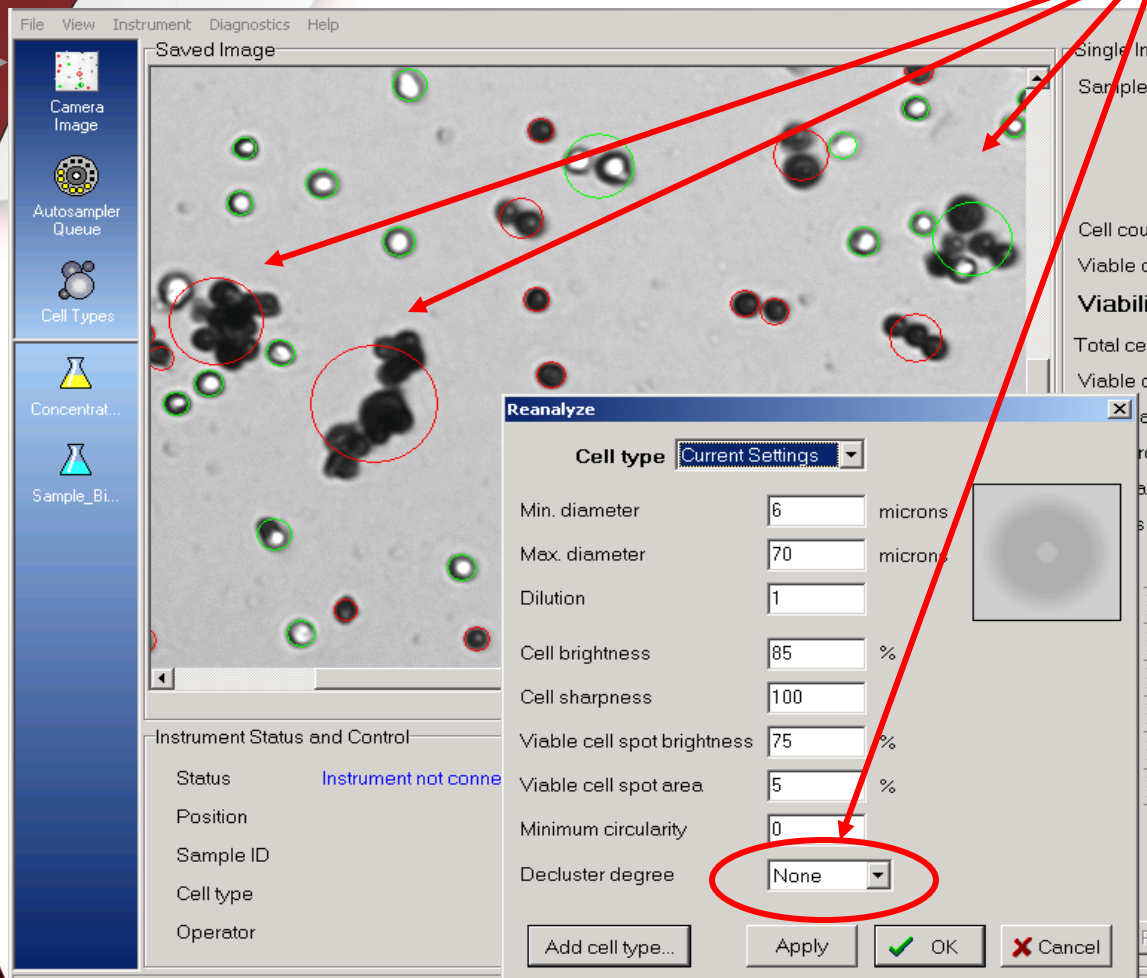 File View Instrument Diagnostics Help
Camera
Image
Autosampler
Queue
Cell Types
Concentrat...
Sample_Bi...
Saved Image
Single
Sample
Cell cou
Viable
Viabili
Total ce
Viable
Reanalyze
Cell type Current Settings
Min. diameter 6 microns
Max. diameter 70 microns
Dilution 1
Cell brightness 85 %
Cell sharpness 100
Viable cell spot brightness 75 %
Viable cell spot area 5 %
Minimum circularity 0
Decluster degree None
Add cell type... Apply OK Cancel
Instrument Status and Control
Status Instrument not conne
Position
Sample ID
Cell type
Operator